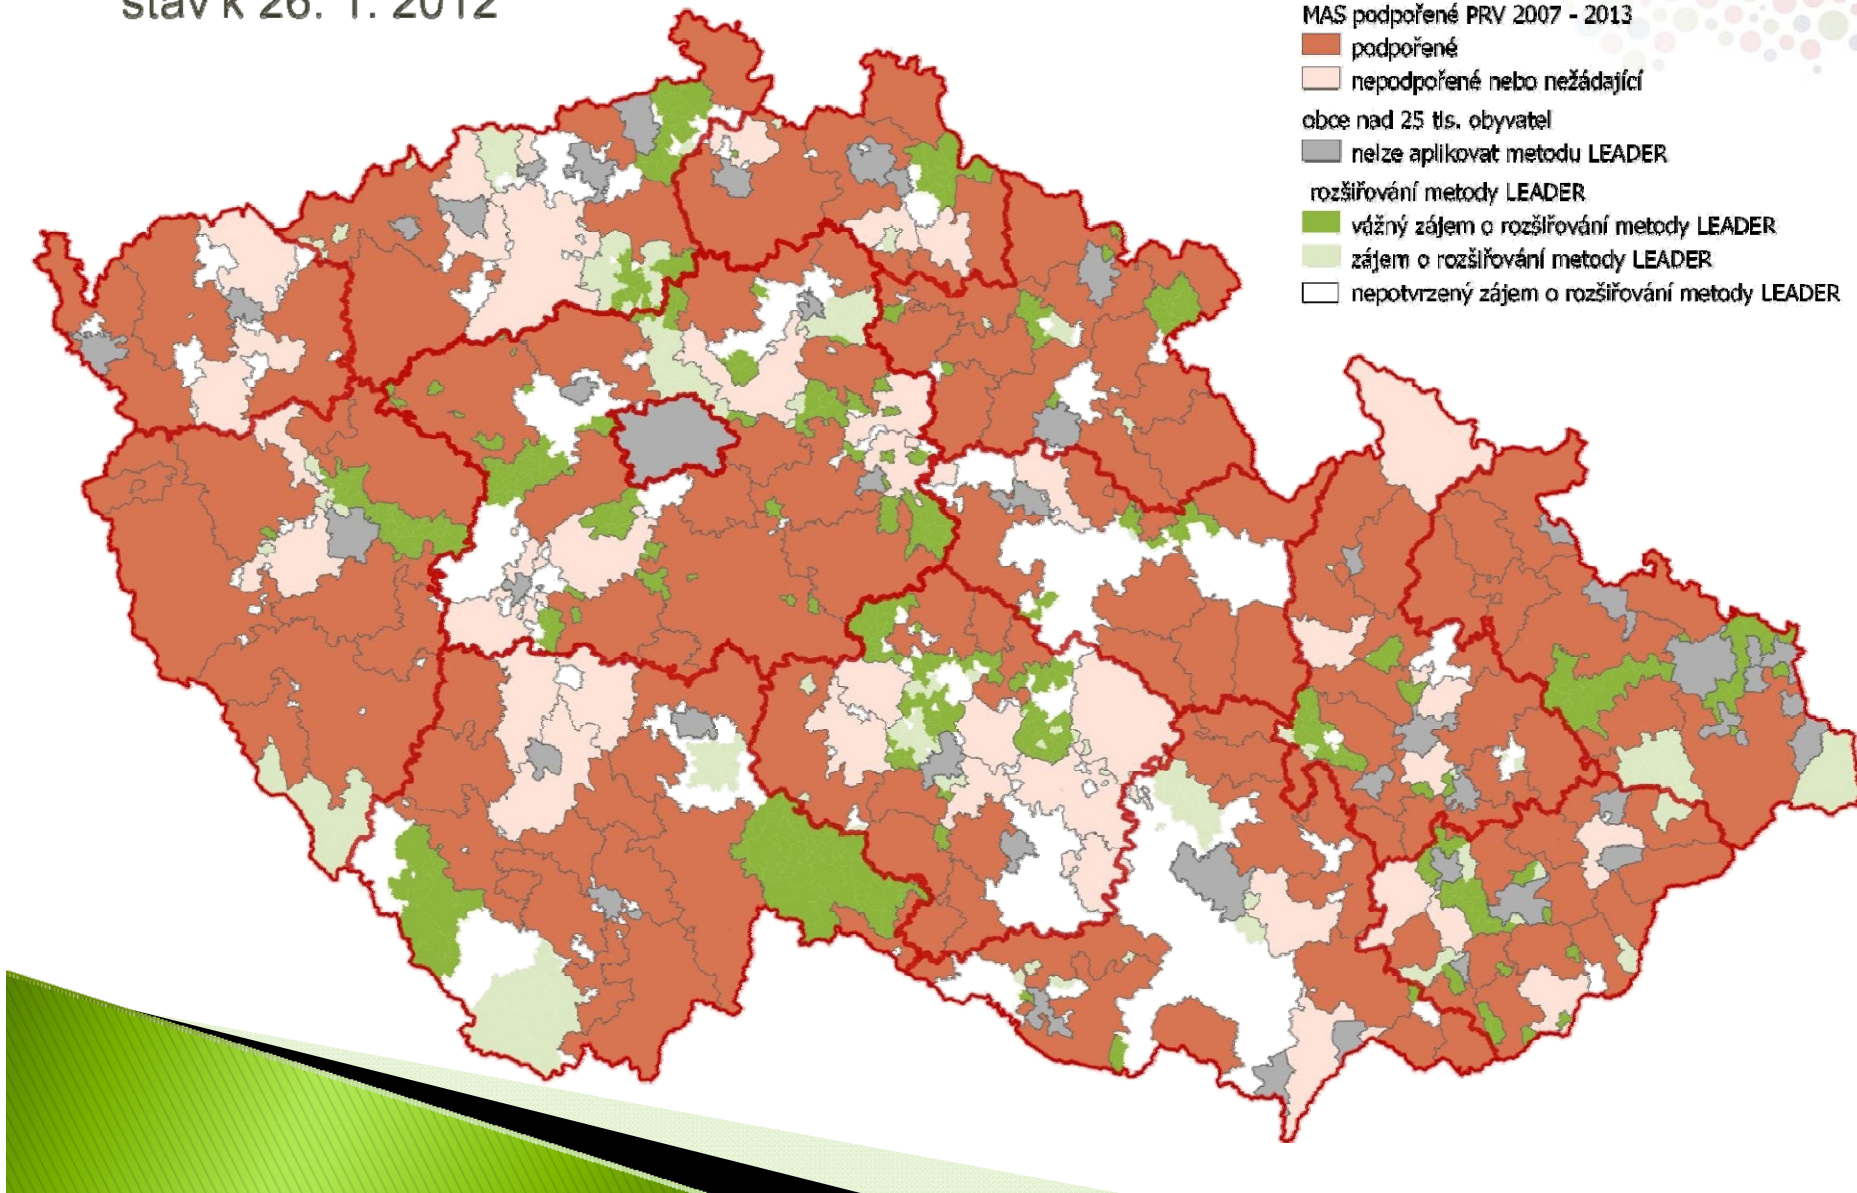 stav k 26. 1. 2012
MAS podpořené PRV 2007 - 2013
podpořené
nepodpořené nebo nežádající
obce nad 25 tis. obyvatel
nelze aplikovat metodu LEADER
rozšiřování metody LEADER
vážný zájem o rozšiřování metody LEADER
zájem o rozšiřování metody LEADER
nepotvrzený zájem o rozšiřování metody LEADER